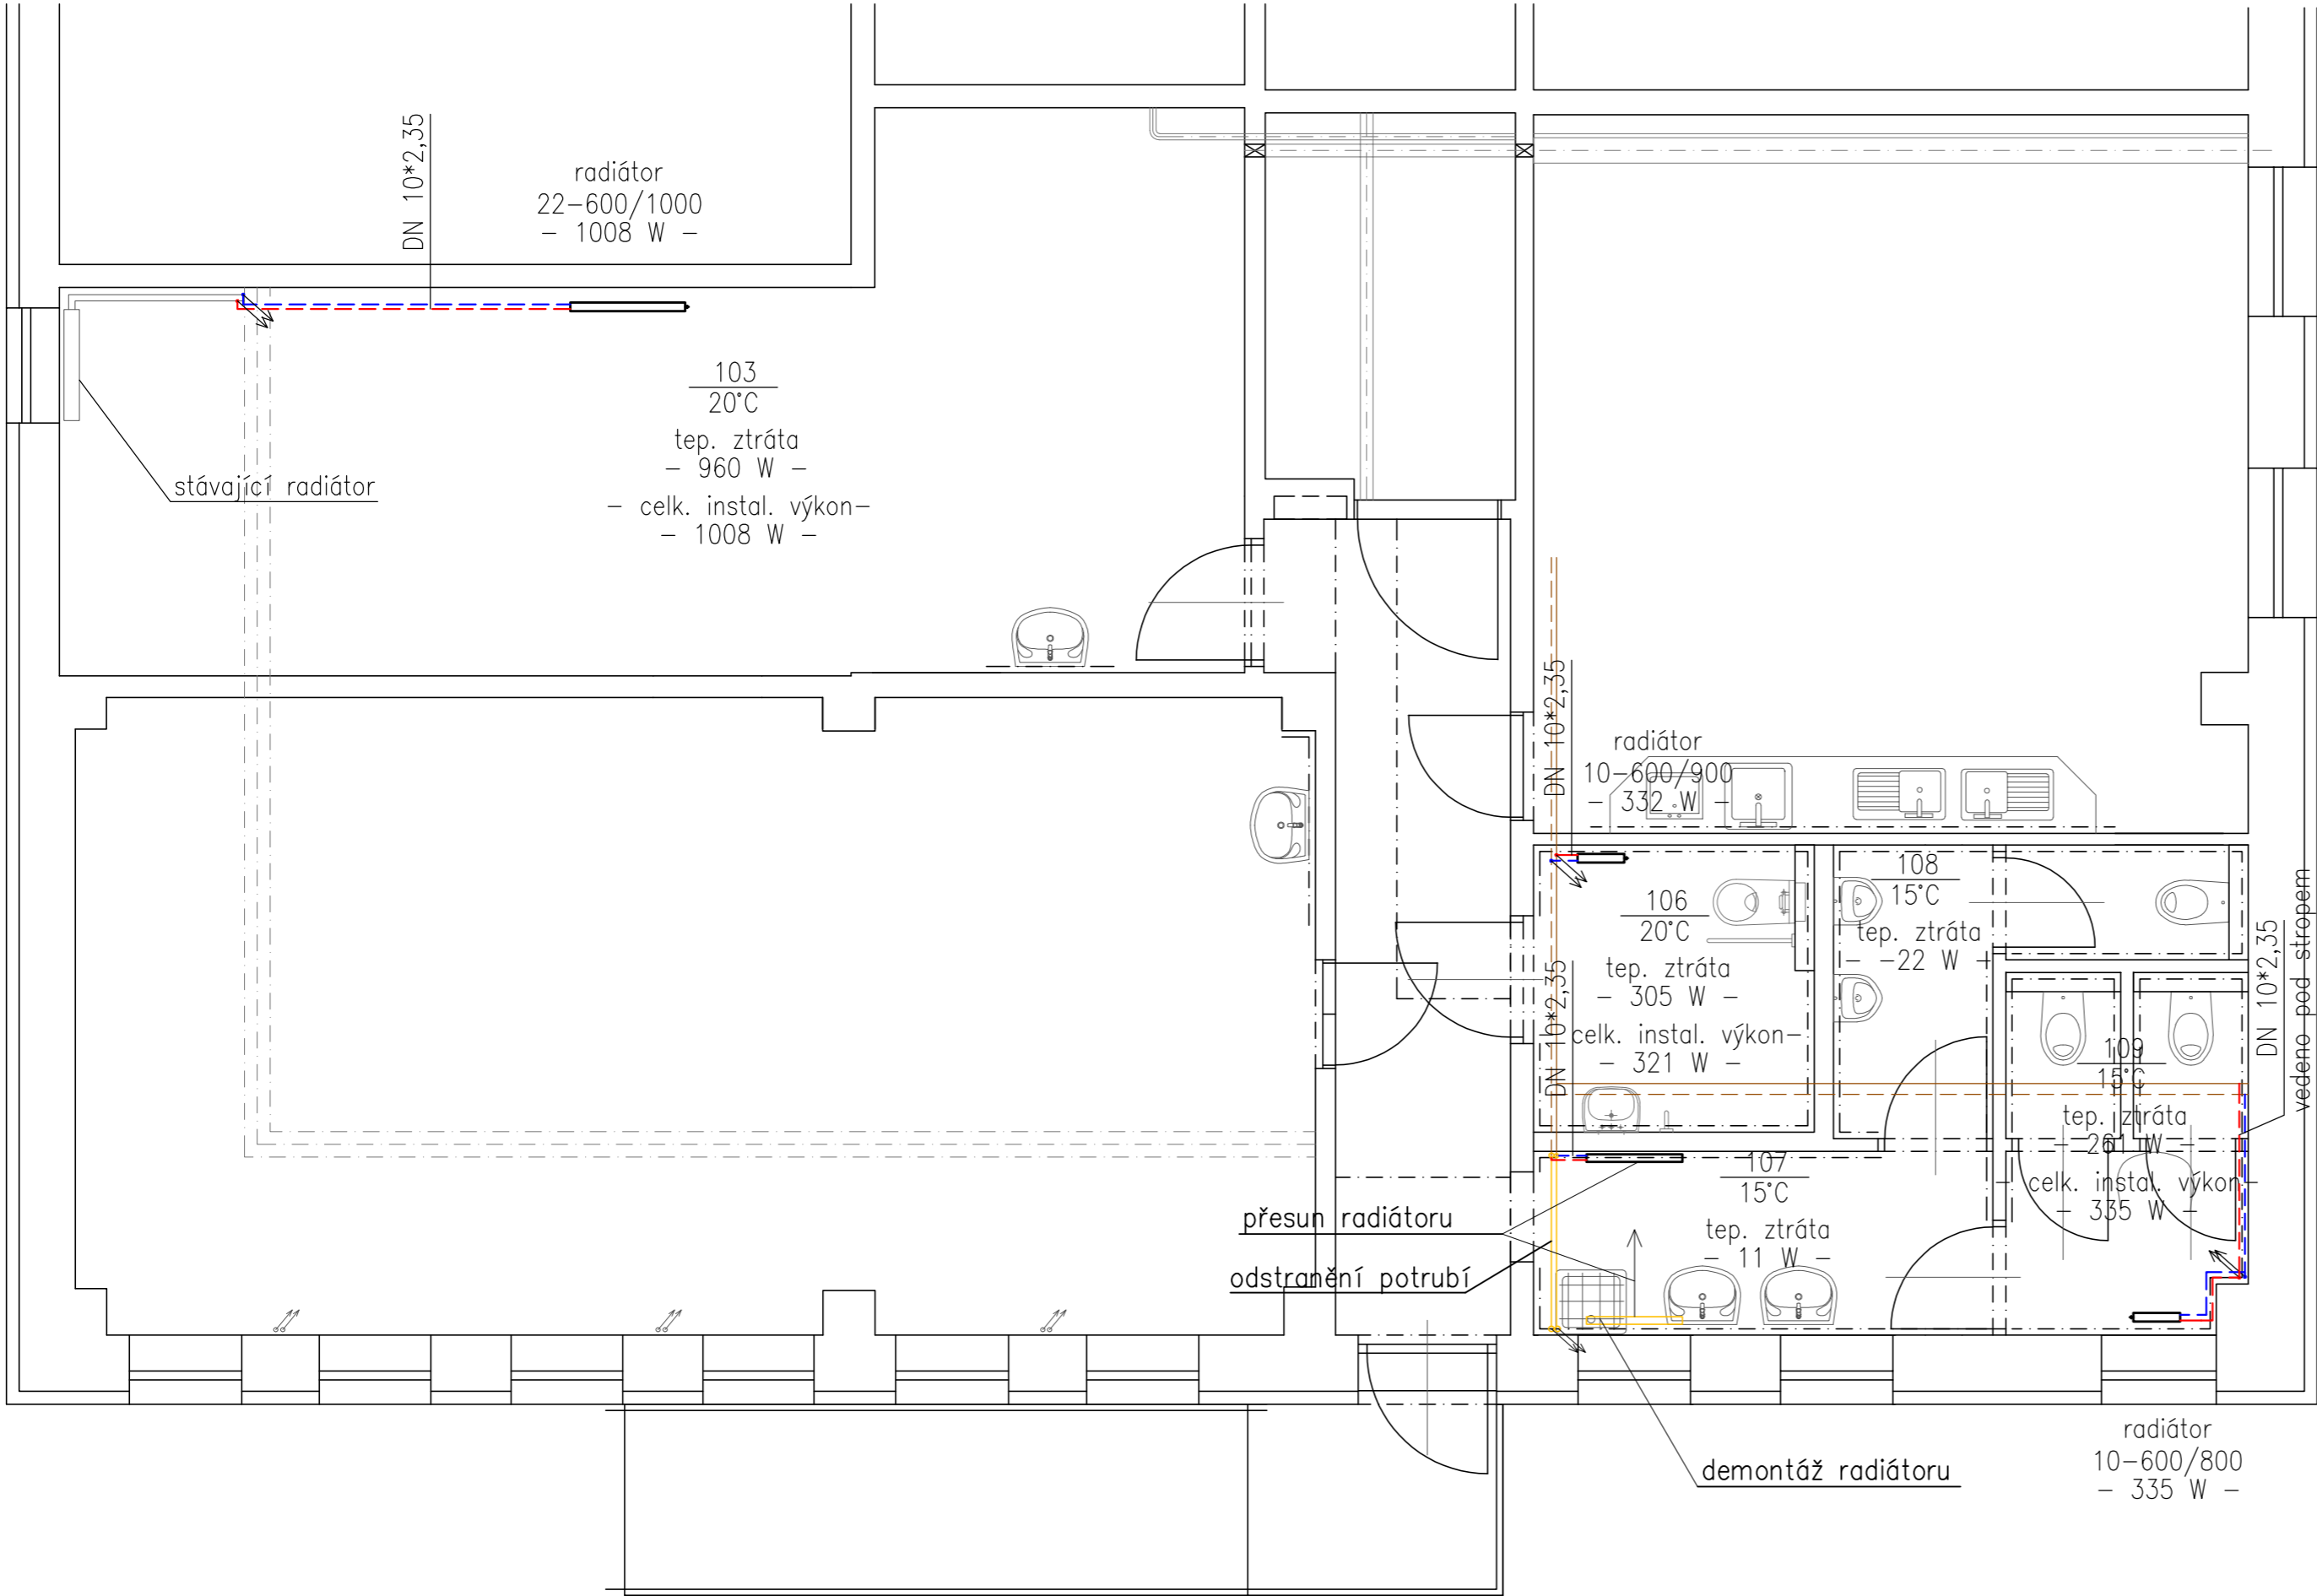 DN 10*2,35
radiátor
22-600/1000
- 1008 W -
103
20°C
tep. ztráta
- 960 W -
- celk. instal. výkon-
- 1008 W -
stávající radiátor
DN 10*2,35
radiátor
10-600/900
- 332 W -
106
20°C
tep. ztráta
- 305 W -
celk. instal. výkon-
- 321 W -
108
15°C
tep. ztráta
- -22 W -
DN 10*2,35
vedeno pod stropem
109
15°C
tep. ztráta
- 261 W -
- celk. instal. výkon-
- 335 W -
DN 10*2,35
107
15°C
tep. ztráta
- 11 W -
přesun radiátoru
odstranění potrubí
demontáž radiátoru
radiátor
10-600/800
- 335 W -